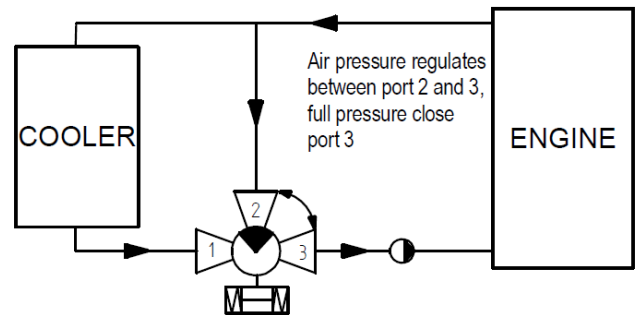 Air pressure regulates
between port 2 and 3,
full pressure close
port 3
COOLER
ENGINE
2
1
3